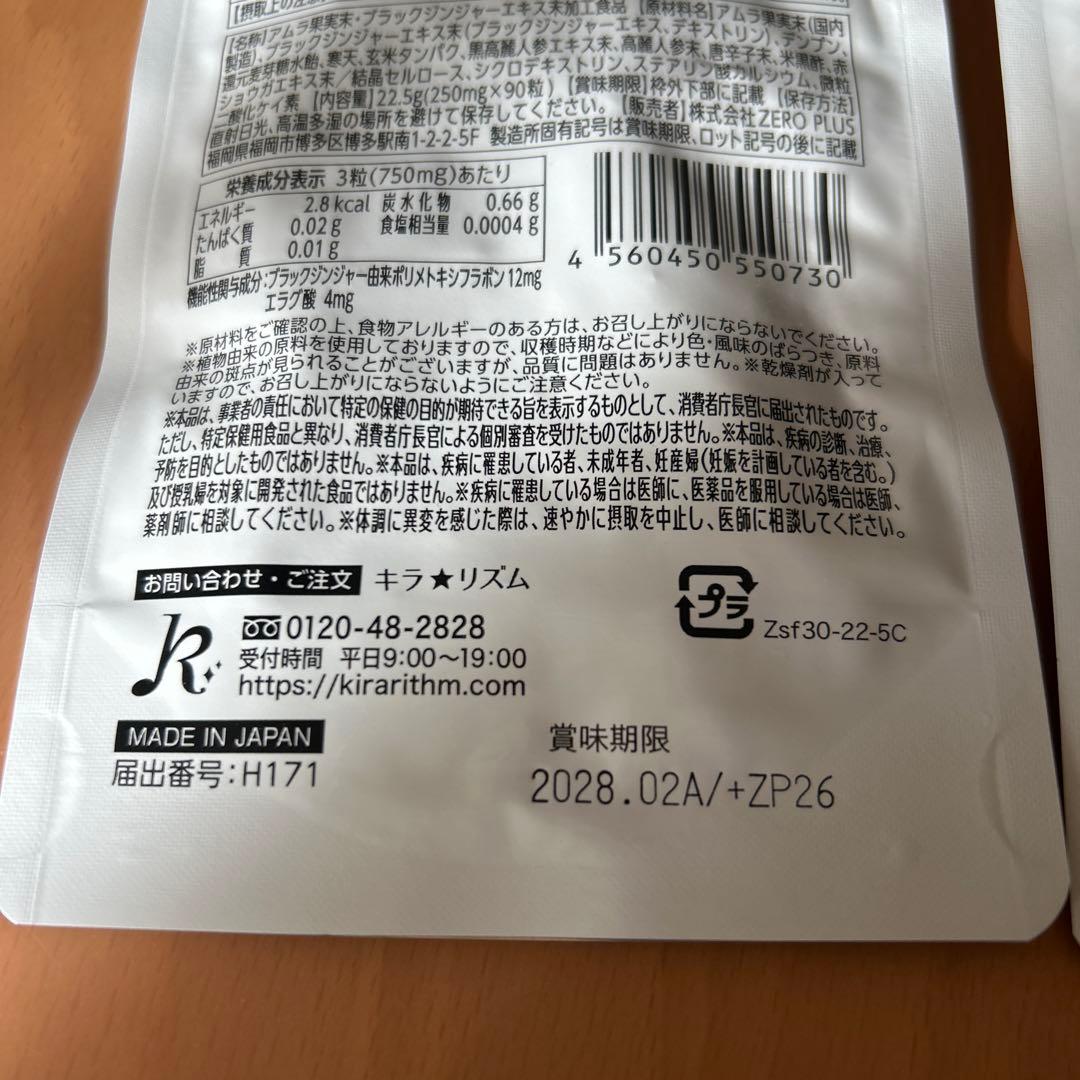 【摂取上の注意
【名称】アムラ果実末・ブラックジンジャーエキス末加工食品 【原材料名】アムラ果実末(国内
製造)、ブラックジンジャーエキス末(ブラックジンジャーエキス、デキストリン)、デンプン、
還元麦芽糖水飴、寒天、玄米タンパク、黒高麗人参エキス末、高麗人参末、唐辛子末、米黒酢、赤
ショウガエキス末／結晶セルロース、シクロデキストリン、ステアリン酸カルシウム、微粒
二酸化ケイ素 【内容量】22.5g(250mg×90粒) 【賞味期限】枠外下部に記載 【保存方法】
直射日光、高温多湿の場所を避けて保存してください。 【販売者】株式会社ZERO PLUS
福岡県福岡市博多区博多駅南1-2-2-5F 製造所固有記号は賞味期限、ロット記号の後に記載
栄養成分表示 3粒(750mg)あたり
エネルギー 2.8kcal 炭水化物 0.66g
たんぱく質 0.02g 食塩相当量 0.0004g
脂質 0.01g
4 560450 550730
機能性関与成分:ブラックジンジャー由来ポリメトキシフラボン12mg
エラグ酸 4mg
※原材料をご確認の上、食物アレルギーのある方は、お召し上がりにならないでください。
※植物由来の原料を使用しておりますので、収穫時期などにより色・風味のばらつき、原料
由来の斑点が見られることがございますが、品質に問題はありません。※乾燥剤が入って
いますので、お召し上がりにならないようにご注意ください。
※本品は、事業者の責任において特定の保健の目的が期待できる旨を表示するものとして、消費者庁長官に届出されたものです。
ただし、特定保健用食品と異なり、消費者庁長官による個別審査を受けたものではありません。※本品は、疾病の診断、治療、
予防を目的としたものではありません。※本品は、疾病に罹患している者、未成年者、妊産婦(妊娠を計画している者を含む。)
及び授乳婦を対象に開発された食品ではありません。※疾病に罹患している場合は医師に、医薬品を服用している場合は医師、
薬剤師に相談してください。※体調に異変を感じた際は、速やかに摂取を中止し、医師に相談してください。
お問い合わせ・ご注文 キラ★リズム
0120-48-2828
受付時間 平日9:00〜19:00
https://kirarithm.com
プラ
Zsf30-22-5C
MADE IN JAPAN
届出番号:H171
賞味期限
2028.02A/+ZP26